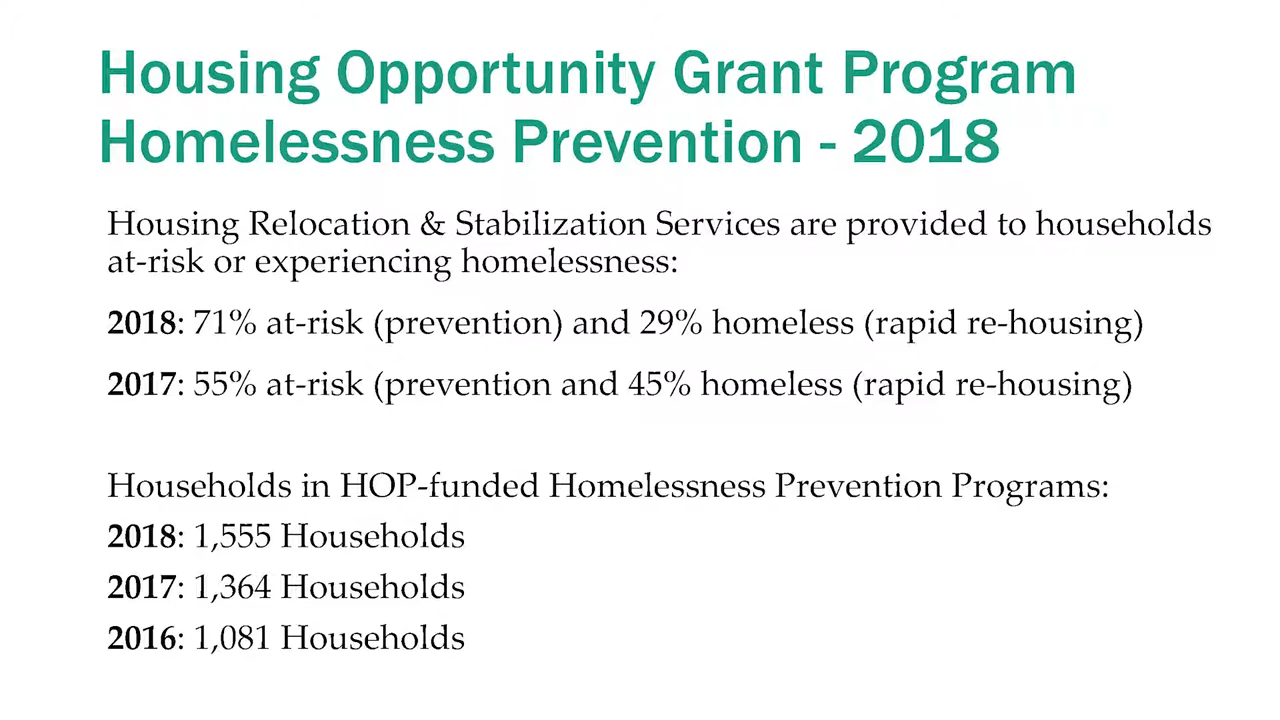 Housing Opportunity Grant Program
Homelessness Prevention - 2018
Housing Relocation & Stabilization Services are provided to households
at-risk or experiencing homelessness:
2018: 71% at-risk (prevention) and 29% homeless (rapid re-housing)
2017: 55% at-risk (prevention and 45% homeless (rapid re-housing)
Households in HOP-funded Homelessness Prevention Programs:
2018: 1,555 Households
2017: 1,364 Households
2016: 1,081 Households